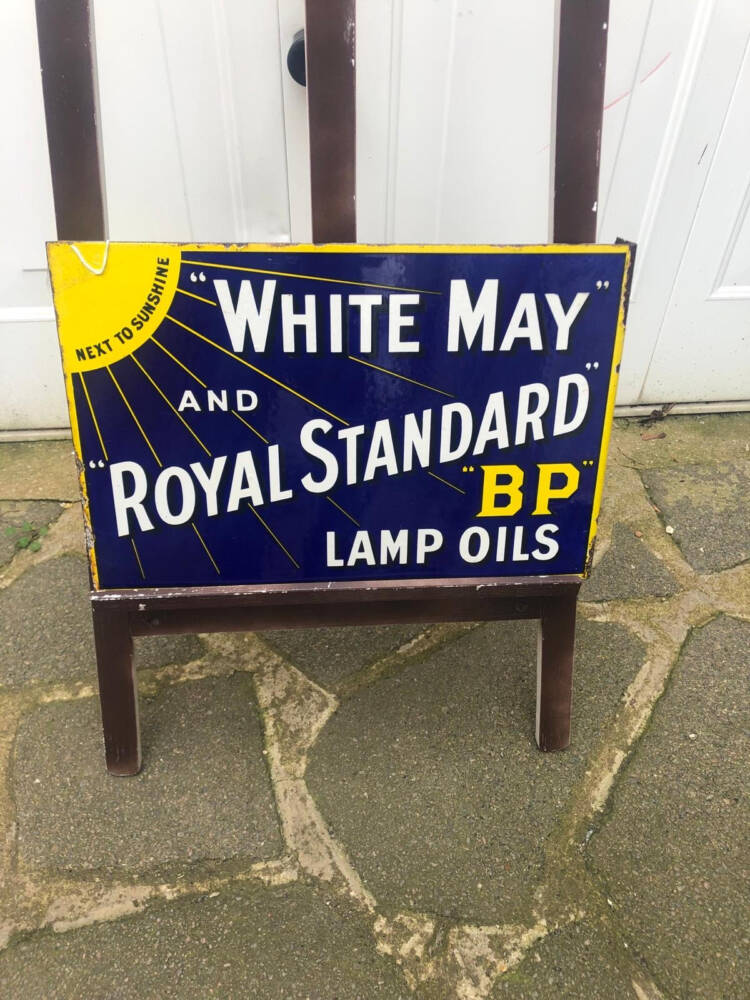 NEXT TO SUNSHINE
"WHITE MAY"
AND
"ROYAL STANDARD"
"BP"
LAMP OILS